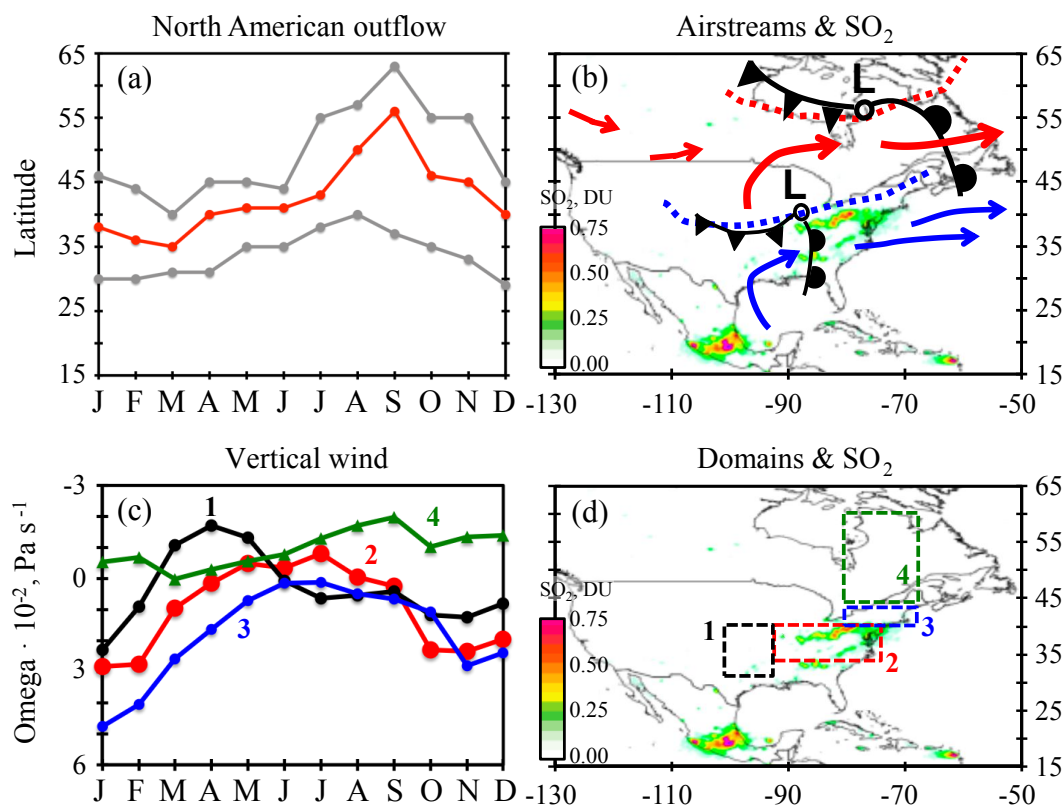 North American outflow
(a)
Latitude
65
55
45
35
25
15
J F M A M J J A S O N D
Airstreams & SO2
(b)
L
L
SO2, DU
0.75
0.50
0.25
0.00
65
55
45
35
25
15
-130 -110 -90 -70 -50
Vertical wind
(c)
Omega · 10-2, Pa s -1
-3
0
3
6
1
2
3
4
J F M A M J J A S O N D
Domains & SO2
(d)
SO2, DU
0.75
0.50
0.25
0.00
1
2
3
4
65
55
45
35
25
15
-130 -110 -90 -70 -50